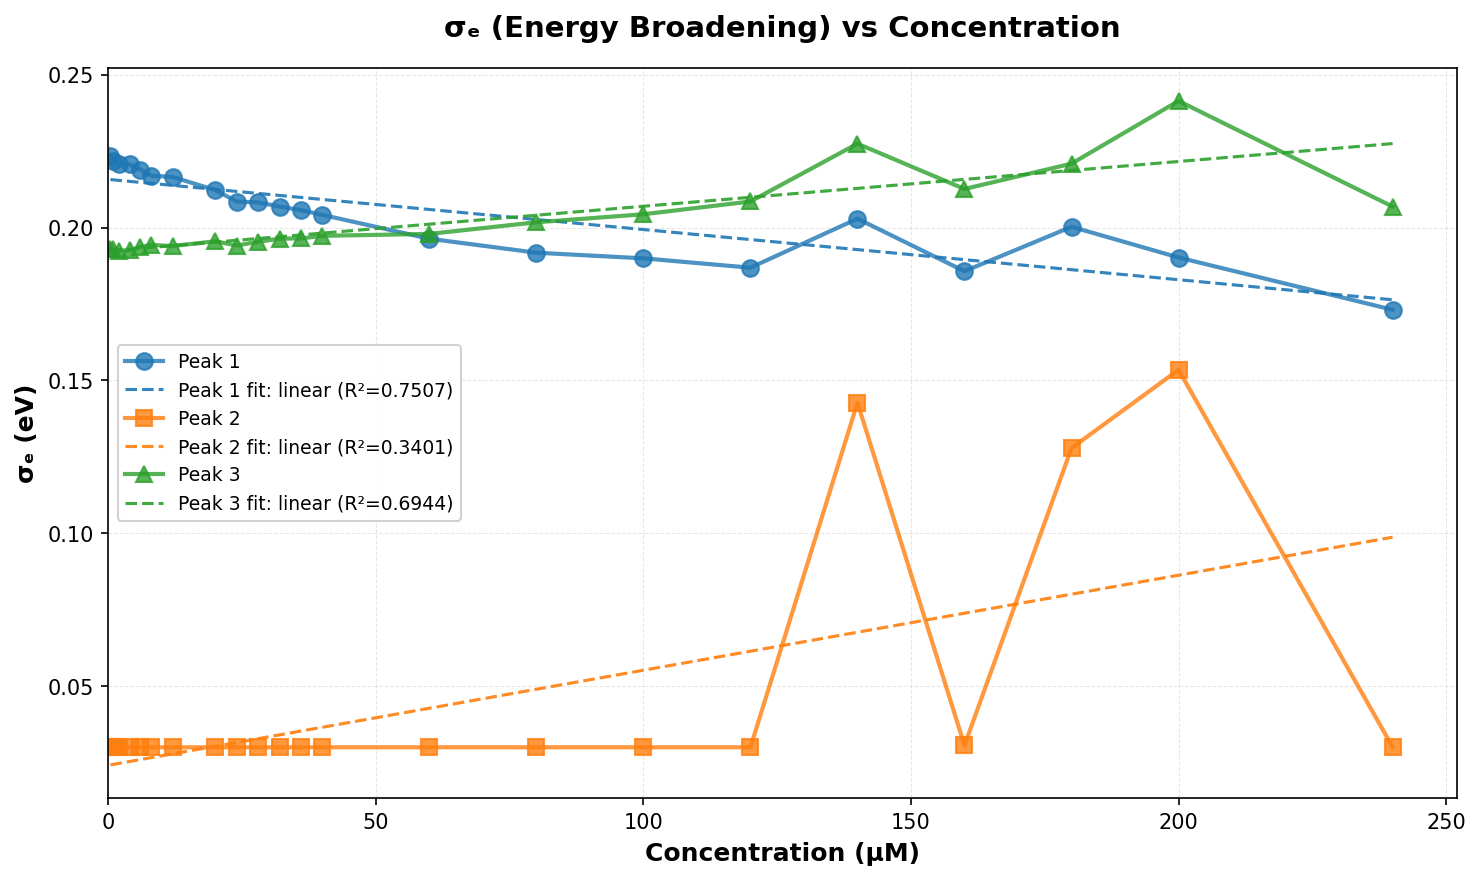 σₑ (Energy Broadening) vs Concentration
0.25
0.20
0.15
0.10
0.05
σₑ (eV)
Peak 1
Peak 1 fit: linear (R²=0.7507)
Peak 2
Peak 2 fit: linear (R²=0.3401)
Peak 3
Peak 3 fit: linear (R²=0.6944)
0 50 100 150 200 250
Concentration (μM)